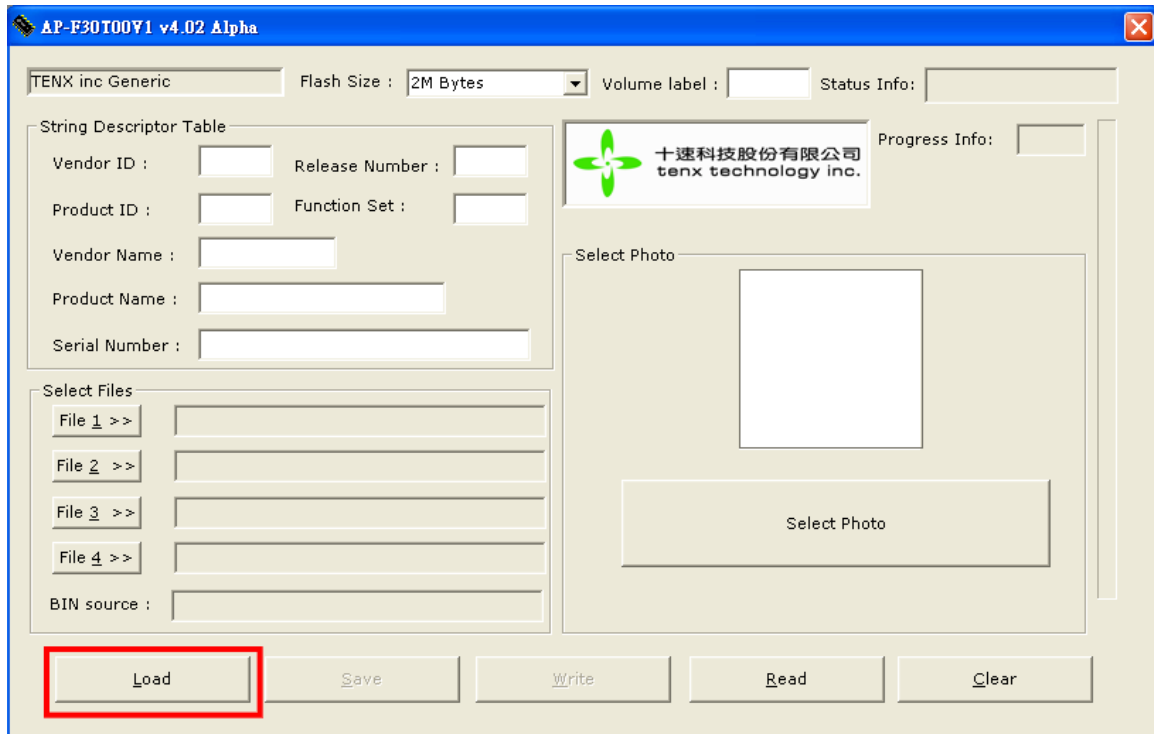 AP-F30T00V1 v4.02 Alpha
TENX inc Generic
Flash Size :
2M Bytes
Volume label :
Status Info:
String Descriptor Table
Vendor ID :
Release Number :
Product ID :
Function Set :
Vendor Name :
Product Name :
Serial Number :
十速科技股份有限公司
tenx technology inc.
Progress Info:
Select Photo
Select Photo
Select Files
File 1 >>
File 2 >>
File 3 >>
File 4 >>
BIN source :
Load
Save
Write
Read
Clear